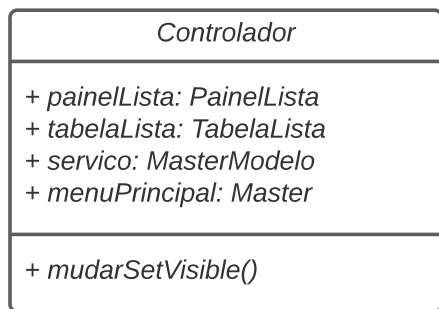 Controlador
+ painelLista: PainelLista
+ tabelaLista: TabelaLista
+ servico: MasterModelo
+ menuPrincipal: Master
+ mudarSetVisible()